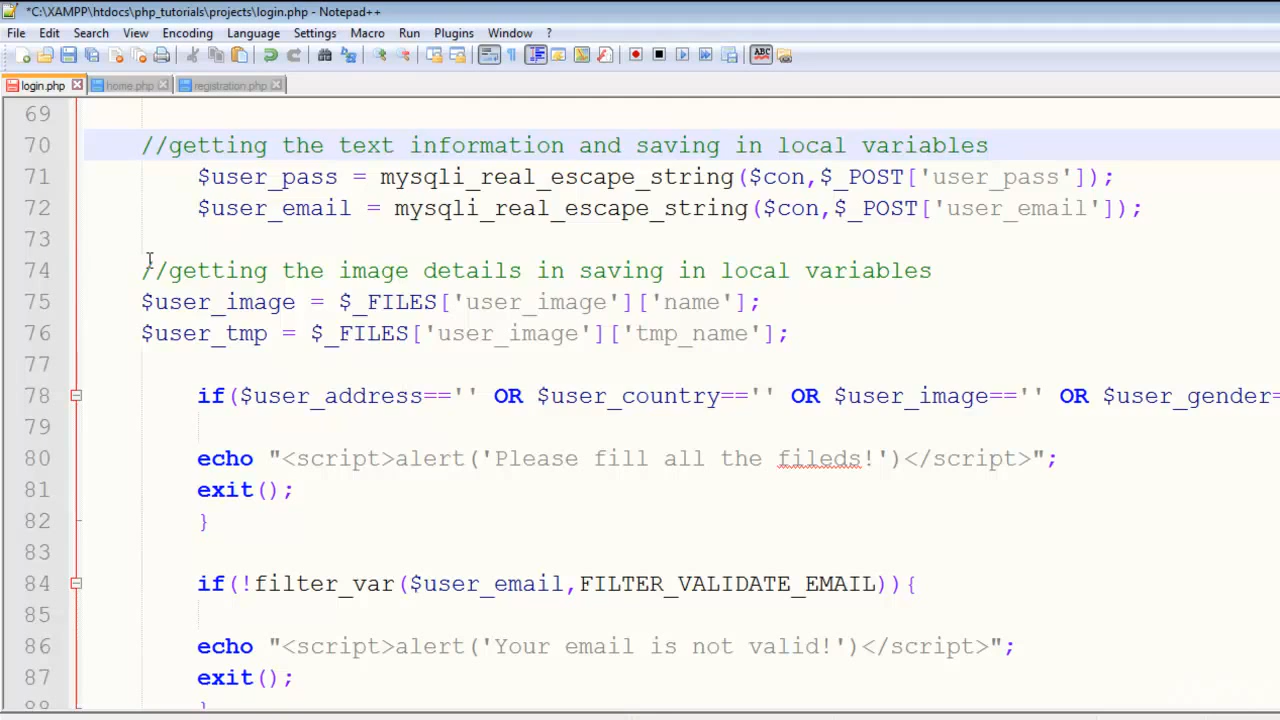 *C:\XAMPP\htdocs\php_tutorials\projects\login.php - Notepad++
File Edit Search View Encoding Language Settings Macro Run Plugins Window ?
login.php home.php registration.php
69
70 //getting the text information and saving in local variables
71 $user_pass = mysqli_real_escape_string($con,$_POST['user_pass']);
72 $user_email = mysqli_real_escape_string($con,$_POST['user_email']);
73
74 //getting the image details in saving in local variables
75 $user_image = $_FILES['user_image']['name'];
76 $user_tmp = $_FILES['user_image']['tmp_name'];
77
78 if($user_address=='' OR $user_country=='' OR $user_image=='' OR $user_gender=
79
80 echo "<script>alert('Please fill all the fileds!')</script>";
81 exit();
82 }
83
84 if(!filter_var($user_email,FILTER_VALIDATE_EMAIL)){
85
86 echo "<script>alert('Your email is not valid!')</script>";
87 exit();
88 }